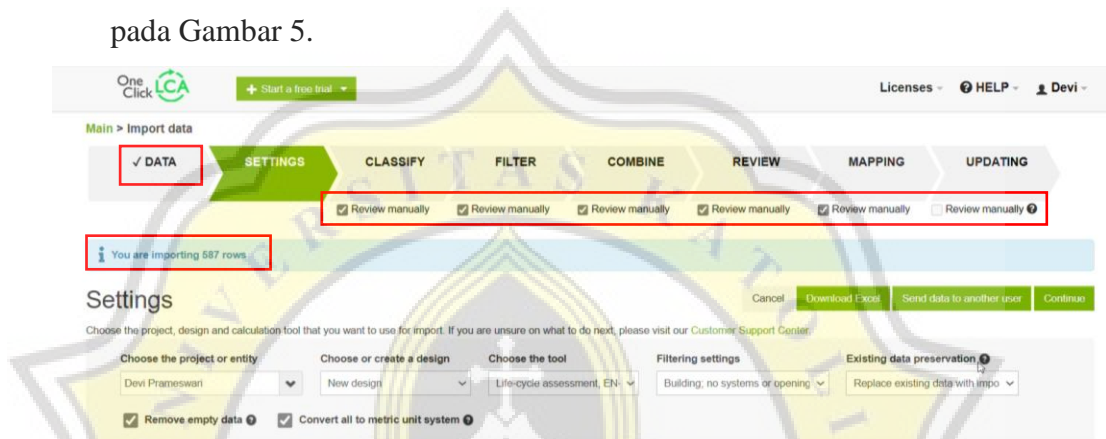 pada Gambar 5.
One Click LCA
+ Start a free trial
Licenses
HELP
Devi
Main > Import data
✓ DATA
SETTINGS
CLASSIFY
FILTER
COMBINE
REVIEW
MAPPING
UPDATING
Review manually
Review manually
Review manually
Review manually
Review manually
Review manually
You are importing 587 rows
Settings
Cancel
Download Excel
Send data to another user
Continue
Choose the project, design and calculation tool that you want to use for import. If you are unsure on what to do next, please visit our Customer Support Center.
Choose the project or entity
Choose or create a design
Choose the tool
Filtering settings
Existing data preservation
Devi Prameswari
New design
Life-cycle assessment, EN-
Building; no systems or opening
Replace existing data with impo
Remove empty data
Convert all to metric unit system